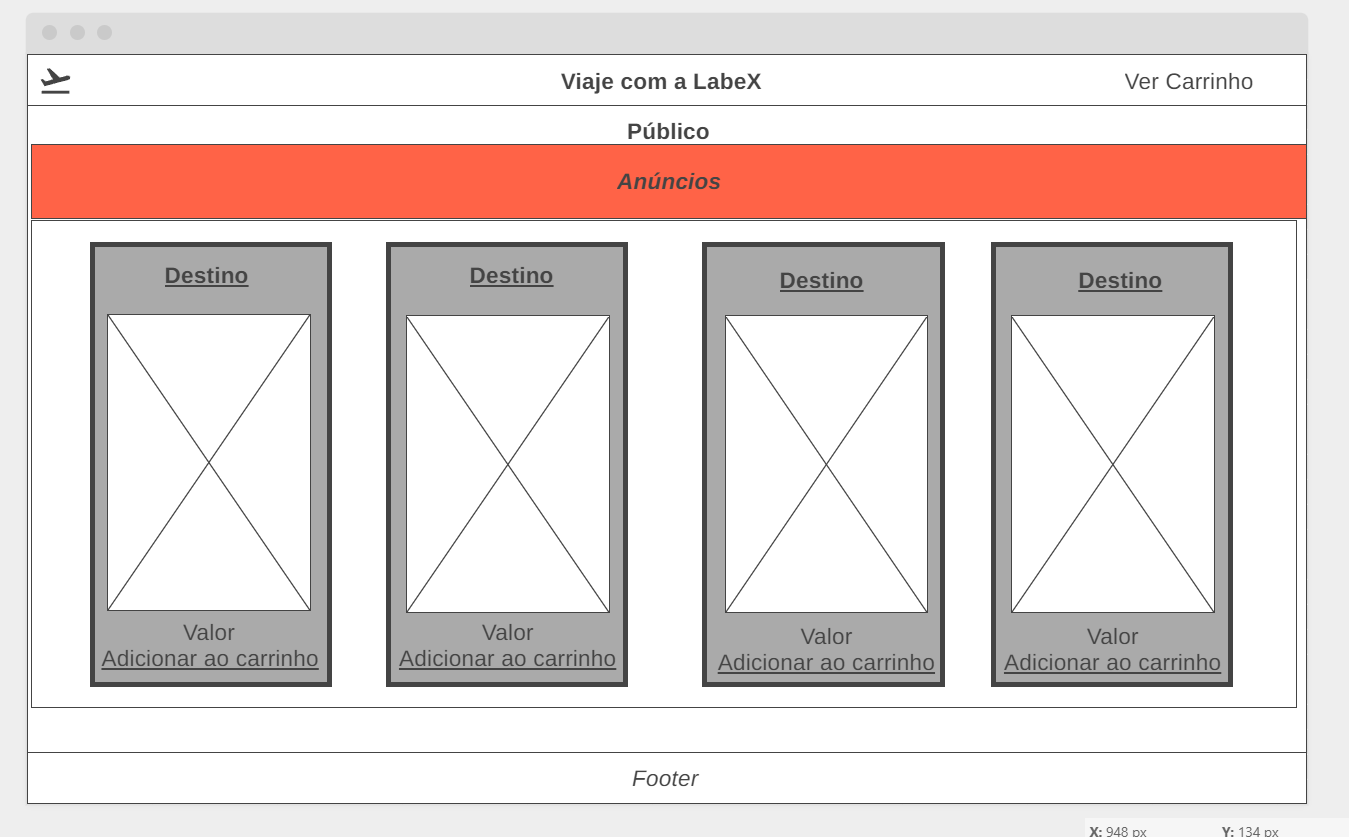 Viaje com a LabeX
Ver Carrinho
Público
Anúncios
Destino
Destino
Destino
Destino
Valor
Adicionar ao carrinho
Valor
Adicionar ao carrinho
Valor
Adicionar ao carrinho
Valor
Adicionar ao carrinho
Footer
X: 948 px
Y: 134 px